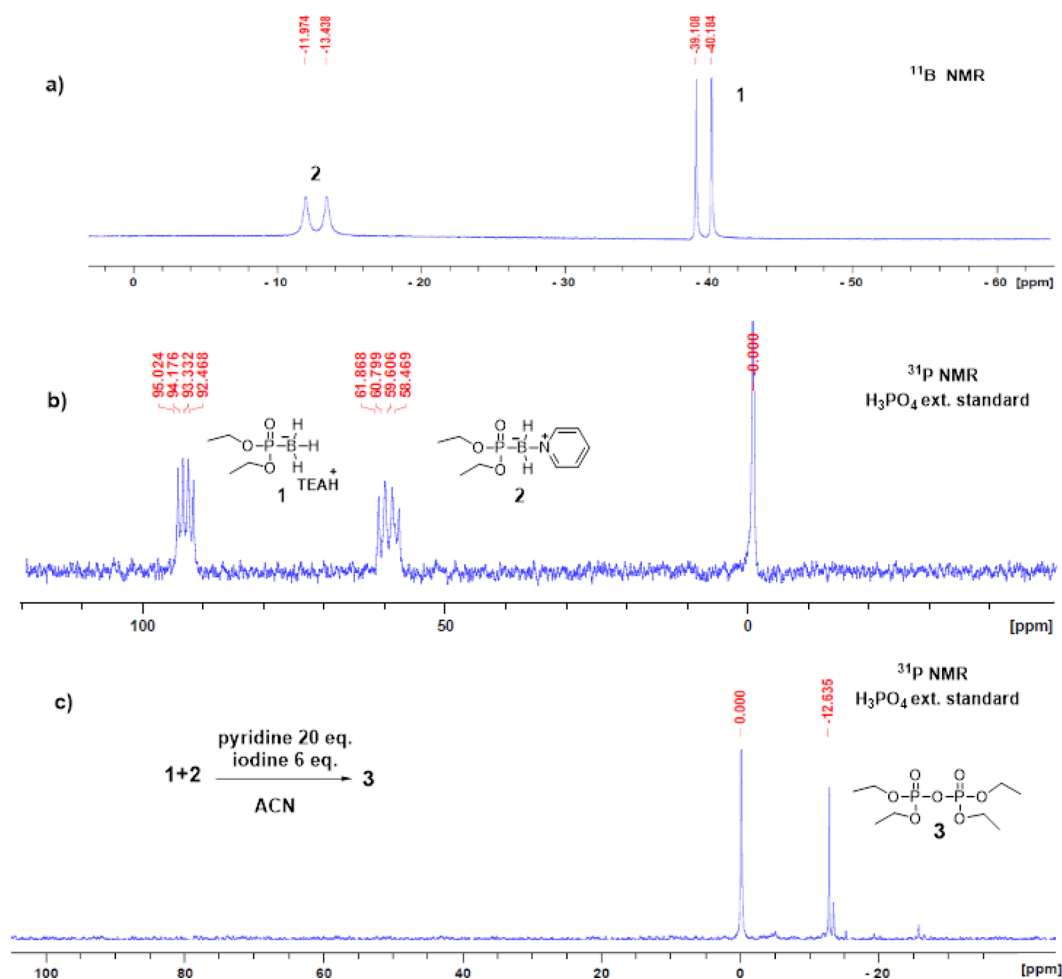 -11.974
-13.438
-39.108
-40.184
a)
¹¹B NMR
1
2
0
- 10
- 20
- 30
- 40
- 50
- 60
[ppm]
95.024
94.176
93.332
92.468
61.868
60.799
59.606
58.469
0.000
b)
³¹P NMR
H₃PO₄ ext. standard
O H
O-P-B-H
O H
1 TEAH⁺
O H
O-P-B-N⁺
O H
2
100
50
0
[ppm]
³¹P NMR
H₃PO₄ ext. standard
c)
0.000
-12.635
pyridine 20 eq.
iodine 6 eq.
1+2 3
ACN
O O
O-P-O-P-O
O O
3
100
80
60
40
20
0
- 20
[ppm]